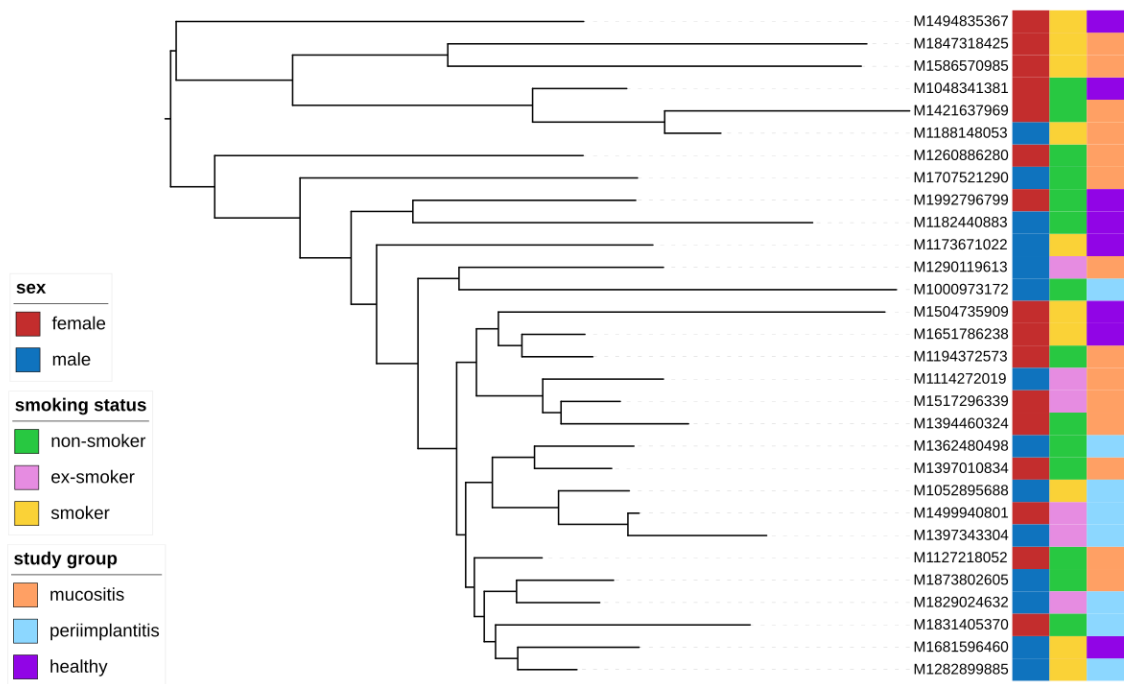 M1494835367
M1847318425
M1586570985
M1048341381
M1421637969
M1188148053
M1260886280
M1707521290
M1992796799
M1182440883
M1173671022
M1290119613
M1000973172
M1504735909
M1651786238
M1194372573
M1114272019
M1517296339
M1394460324
M1362480498
M1397010834
M1052895688
M1499940801
M1397343304
M1127218052
M1873802605
M1829024632
M1831405370
M1681596460
M1282899885
sex
female
male
smoking status
non-smoker
ex-smoker
smoker
study group
mucositis
periimplantitis
healthy